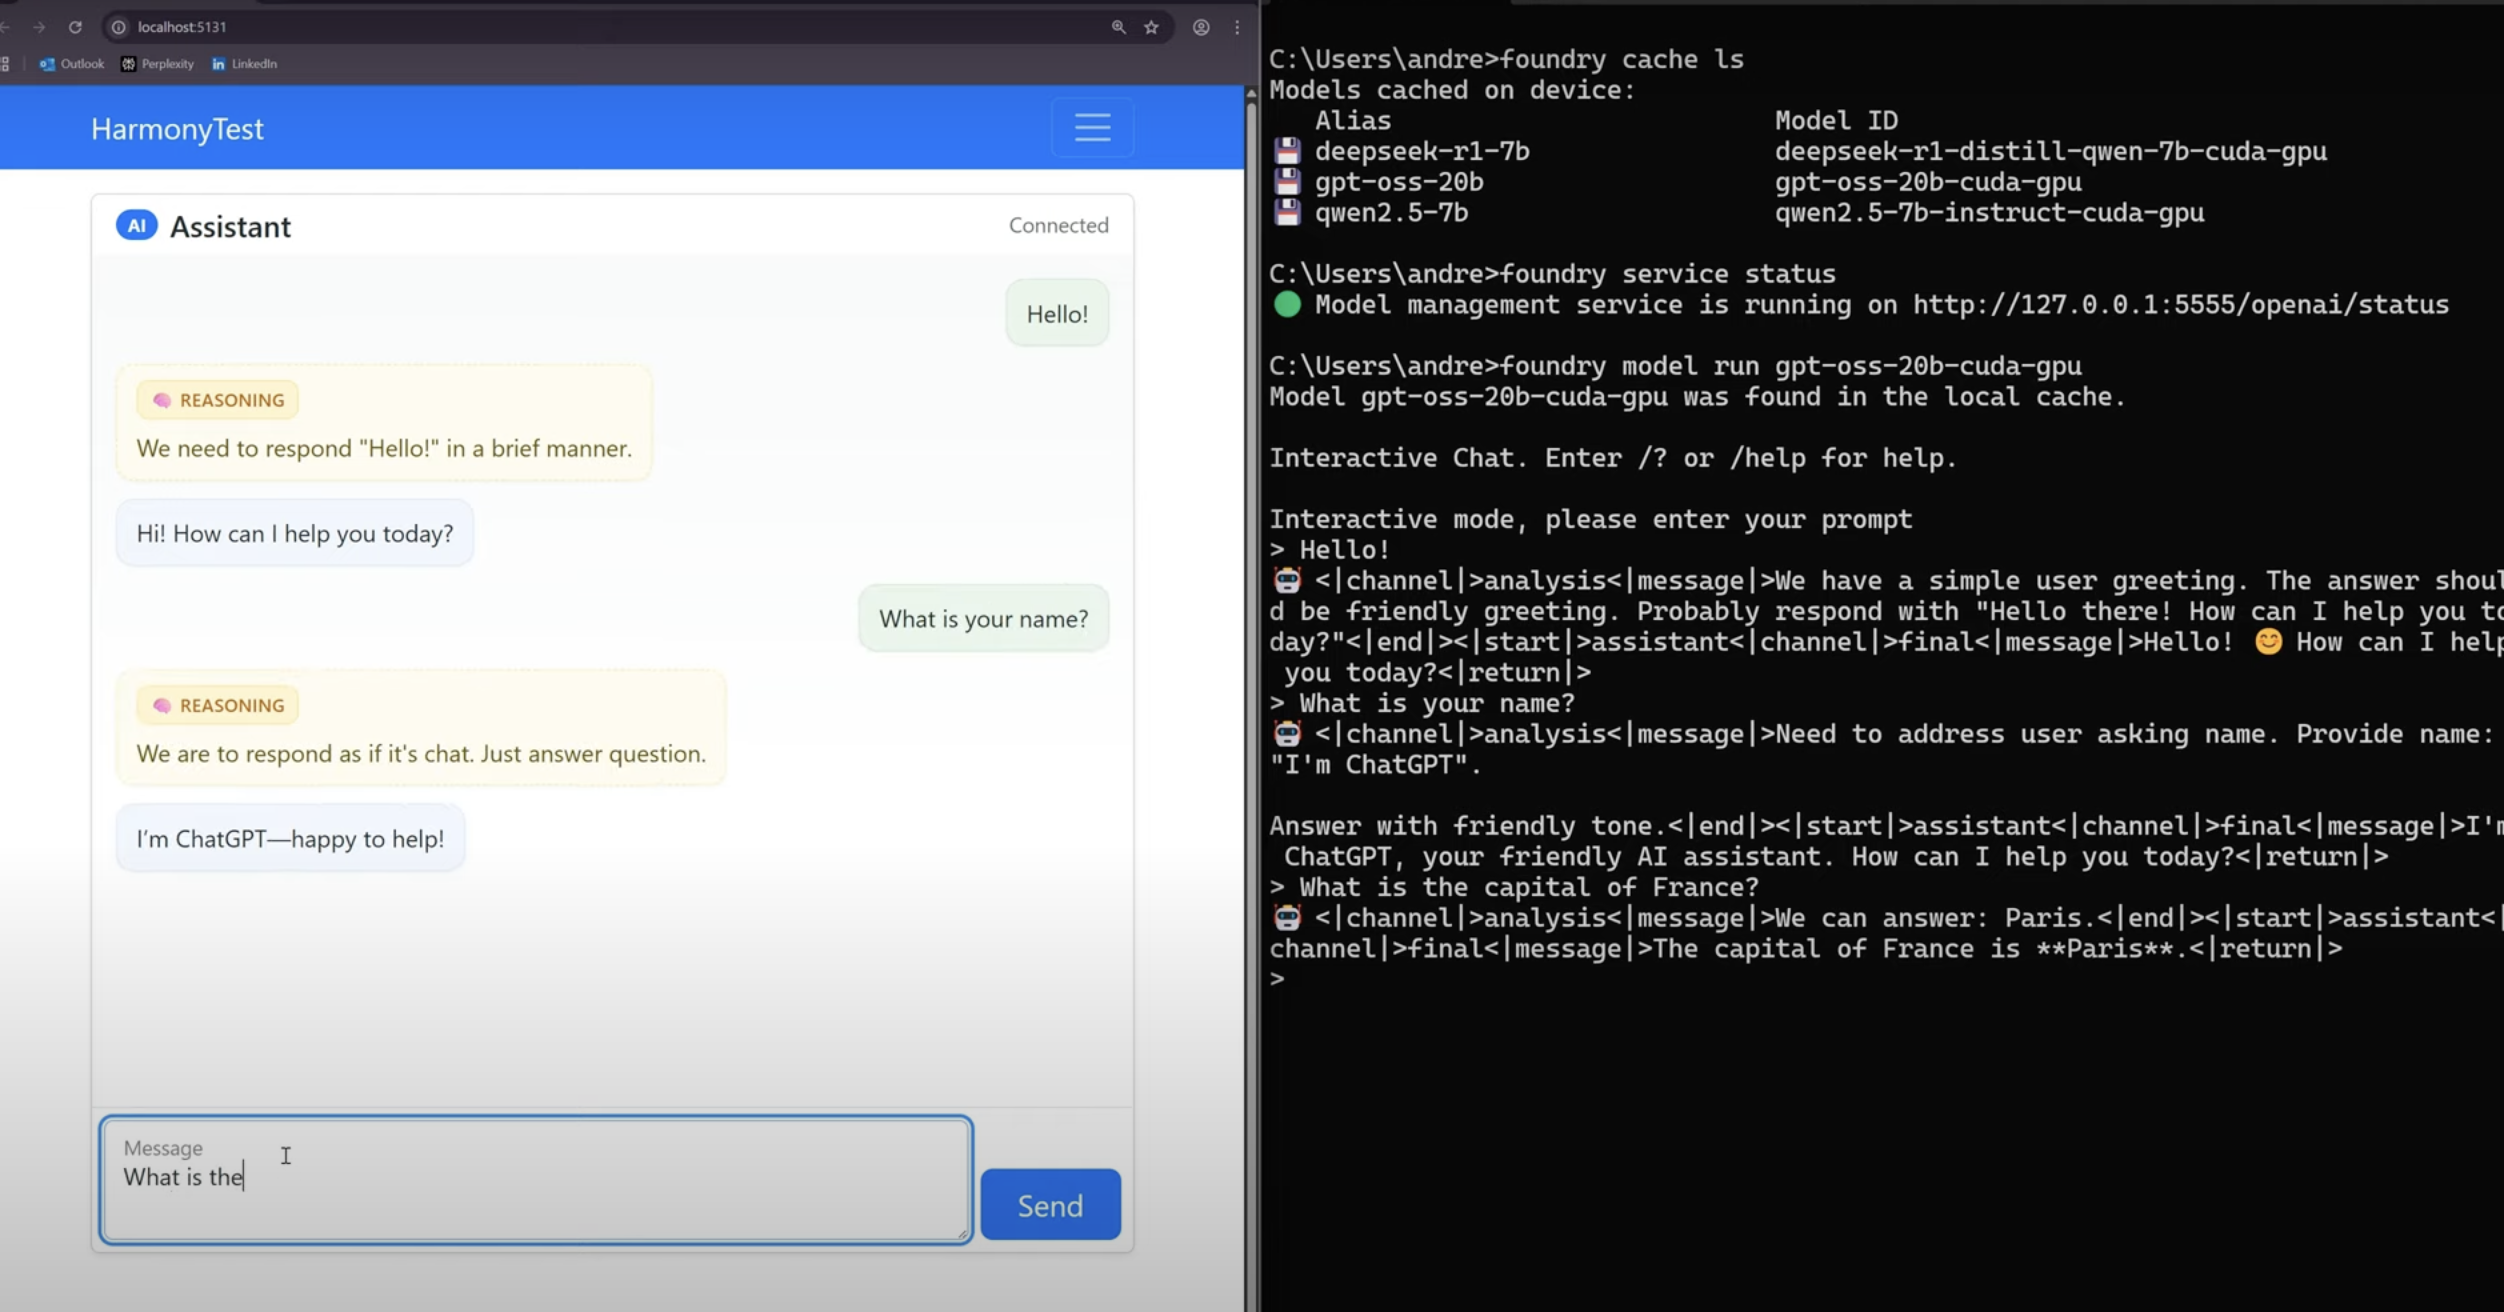 localhost:5131
Outlook Perplexity LinkedIn
HarmonyTest
AI Assistant Connected
Hello!
🧠 REASONING
We need to respond "Hello!" in a brief manner.
Hi! How can I help you today?
What is your name?
🧠 REASONING
We are to respond as if it's chat. Just answer question.
I'm ChatGPT—happy to help!
Message
What is the
Send
C:\Users\andre>foundry cache ls
Models cached on device:
Alias Model ID
💾 deepseek-r1-7b deepseek-r1-distill-qwen-7b-cuda-gpu
💾 gpt-oss-20b gpt-oss-20b-cuda-gpu
💾 qwen2.5-7b qwen2.5-7b-instruct-cuda-gpu
C:\Users\andre>foundry service status
🟢 Model management service is running on http://127.0.0.1:5555/openai/status
C:\Users\andre>foundry model run gpt-oss-20b-cuda-gpu
Model gpt-oss-20b-cuda-gpu was found in the local cache.
Interactive Chat. Enter /? or /help for help.
Interactive mode, please enter your prompt
> Hello!
🤖 <|channel|>analysis<|message|>We have a simple user greeting. The answer shoul
d be friendly greeting. Probably respond with "Hello there! How can I help you to
day?"<|end|><|start|>assistant<|channel|>final<|message|>Hello! 😊 How can I help
you today?<|return|>
> What is your name?
🤖 <|channel|>analysis<|message|>Need to address user asking name. Provide name:
"I'm ChatGPT".
Answer with friendly tone.<|end|><|start|>assistant<|channel|>final<|message|>I'm
ChatGPT, your friendly AI assistant. How can I help you today?<|return|>
> What is the capital of France?
🤖 <|channel|>analysis<|message|>We can answer: Paris.<|end|><|start|>assistant<|
channel|>final<|message|>The capital of France is **Paris**.<|return|>
>